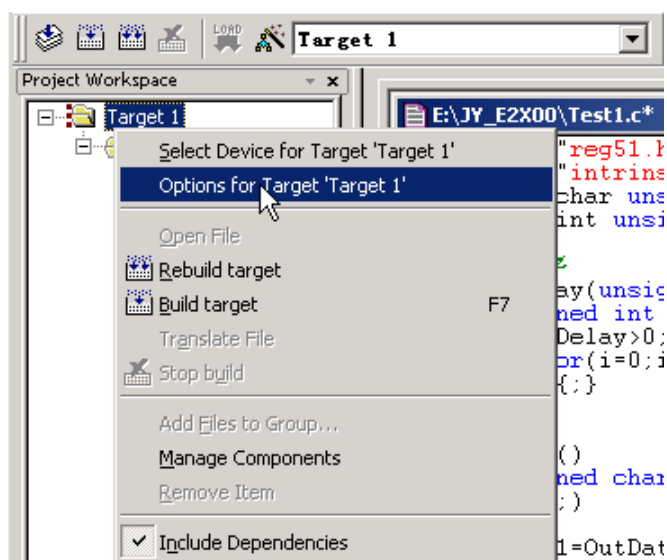 LOAD
Target 1
Project Workspace
Target 1
E:\JY_E2X00\Test1.c*
Select Device for Target 'Target 1'
Options for Target 'Target 1'
Open File
Rebuild target
Build target F7
Translate File
Stop build
Add Files to Group...
Manage Components
Remove Item
Include Dependencies
"reg51.h
"intrins
char uns
int unsi
ay(unsig
ned int
Delay>0;
or(i=0;i
{;}
()
ned char
;)
1=OutDat